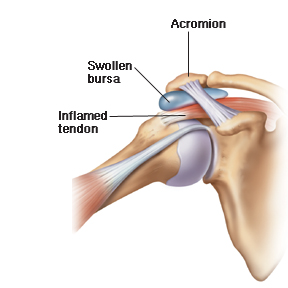 Acromion
Swollen
bursa
Inflamed
tendon